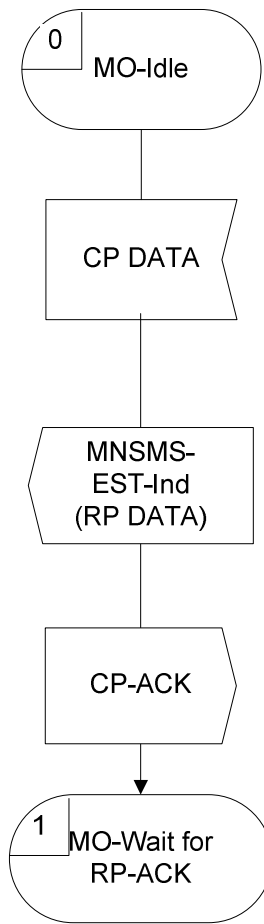 0
MO-Idle
CP DATA
MNSMS-
EST-Ind
(RP DATA)
CP-ACK
1
MO-Wait for
RP-ACK